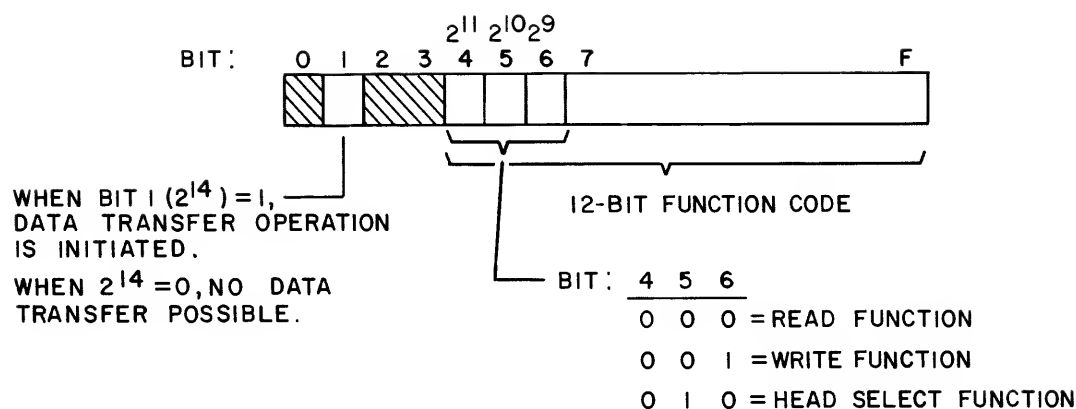 2¹¹ 2¹⁰ 2⁹
BIT: 0 1 2 3 4 5 6 7 F
WHEN BIT 1 (2¹⁴) = 1,
DATA TRANSFER OPERATION
IS INITIATED.
WHEN 2¹⁴ = 0, NO DATA
TRANSFER POSSIBLE.
12-BIT FUNCTION CODE
BIT: 4 5 6
0 0 0 = READ FUNCTION
0 0 1 = WRITE FUNCTION
0 1 0 = HEAD SELECT FUNCTION